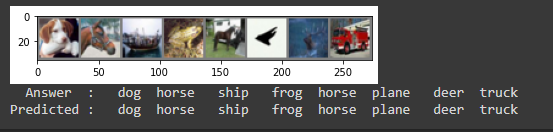 0
20
0 50 100 150 200 250
Answer : dog horse ship frog horse plane deer truck
Predicted : dog horse ship frog horse plane deer truck